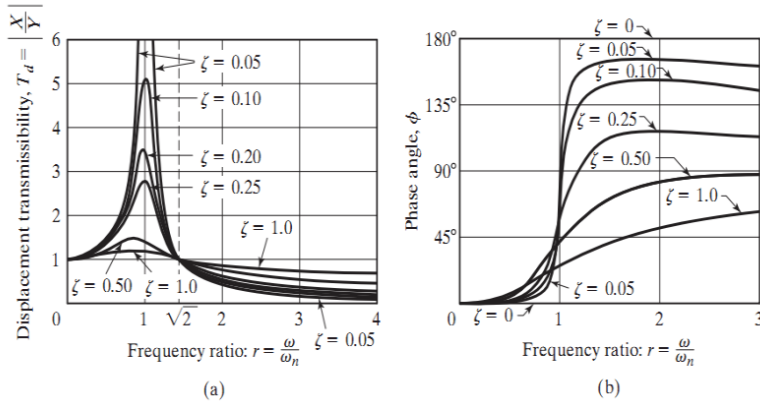 Displacement transmissibility, T_d = |X/Y|
6
5
4
3
2
1
0
1
√2
2
3
4
ζ = 0.05
ζ = 0.10
ζ = 0.20
ζ = 0.25
ζ = 1.0
ζ = 0.50
ζ = 1.0
ζ = 0.05
Frequency ratio: r = ω/ω_n
(a)
Phase angle, ϕ
180°
135°
90°
45°
0
1
2
3
ζ = 0
ζ = 0.05
ζ = 0.10
ζ = 0.25
ζ = 0.50
ζ = 1.0
ζ = 0.05
ζ = 0
Frequency ratio: r = ω/ω_n
(b)